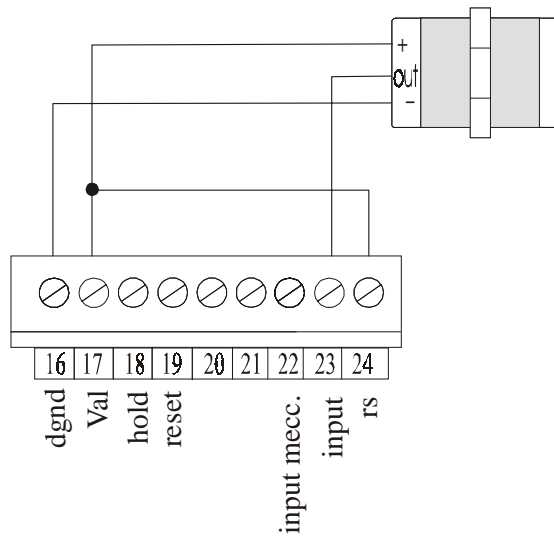 +
out
-
16 17 18 19 20 21 22 23 24
dgnd
Val
hold
reset
input mecc.
input
rs